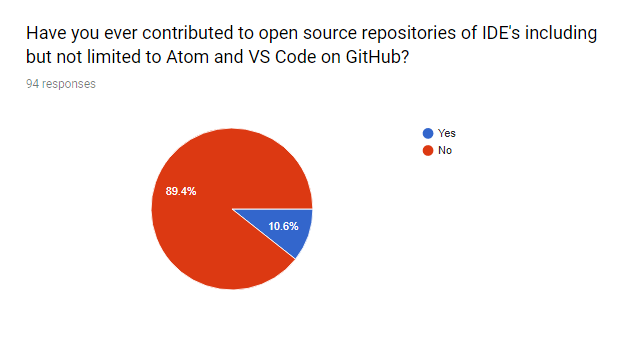 Have you ever contributed to open source repositories of IDE's including
but not limited to Atom and VS Code on GitHub?
94 responses
Yes
No
89.4%
10.6%